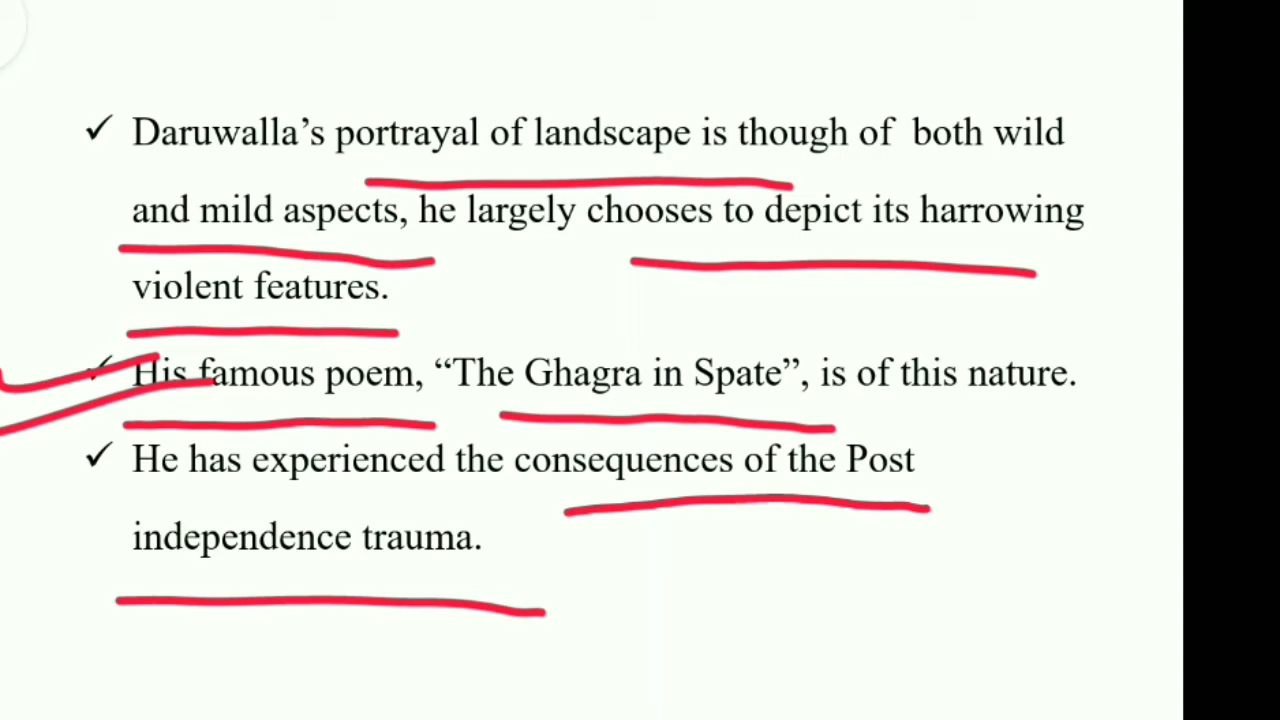 ✓ Daruwalla’s portrayal of landscape is though of both wild
and mild aspects, he largely chooses to depict its harrowing
violent features.
✓ His famous poem, “The Ghagra in Spate”, is of this nature.
✓ He has experienced the consequences of the Post
independence trauma.